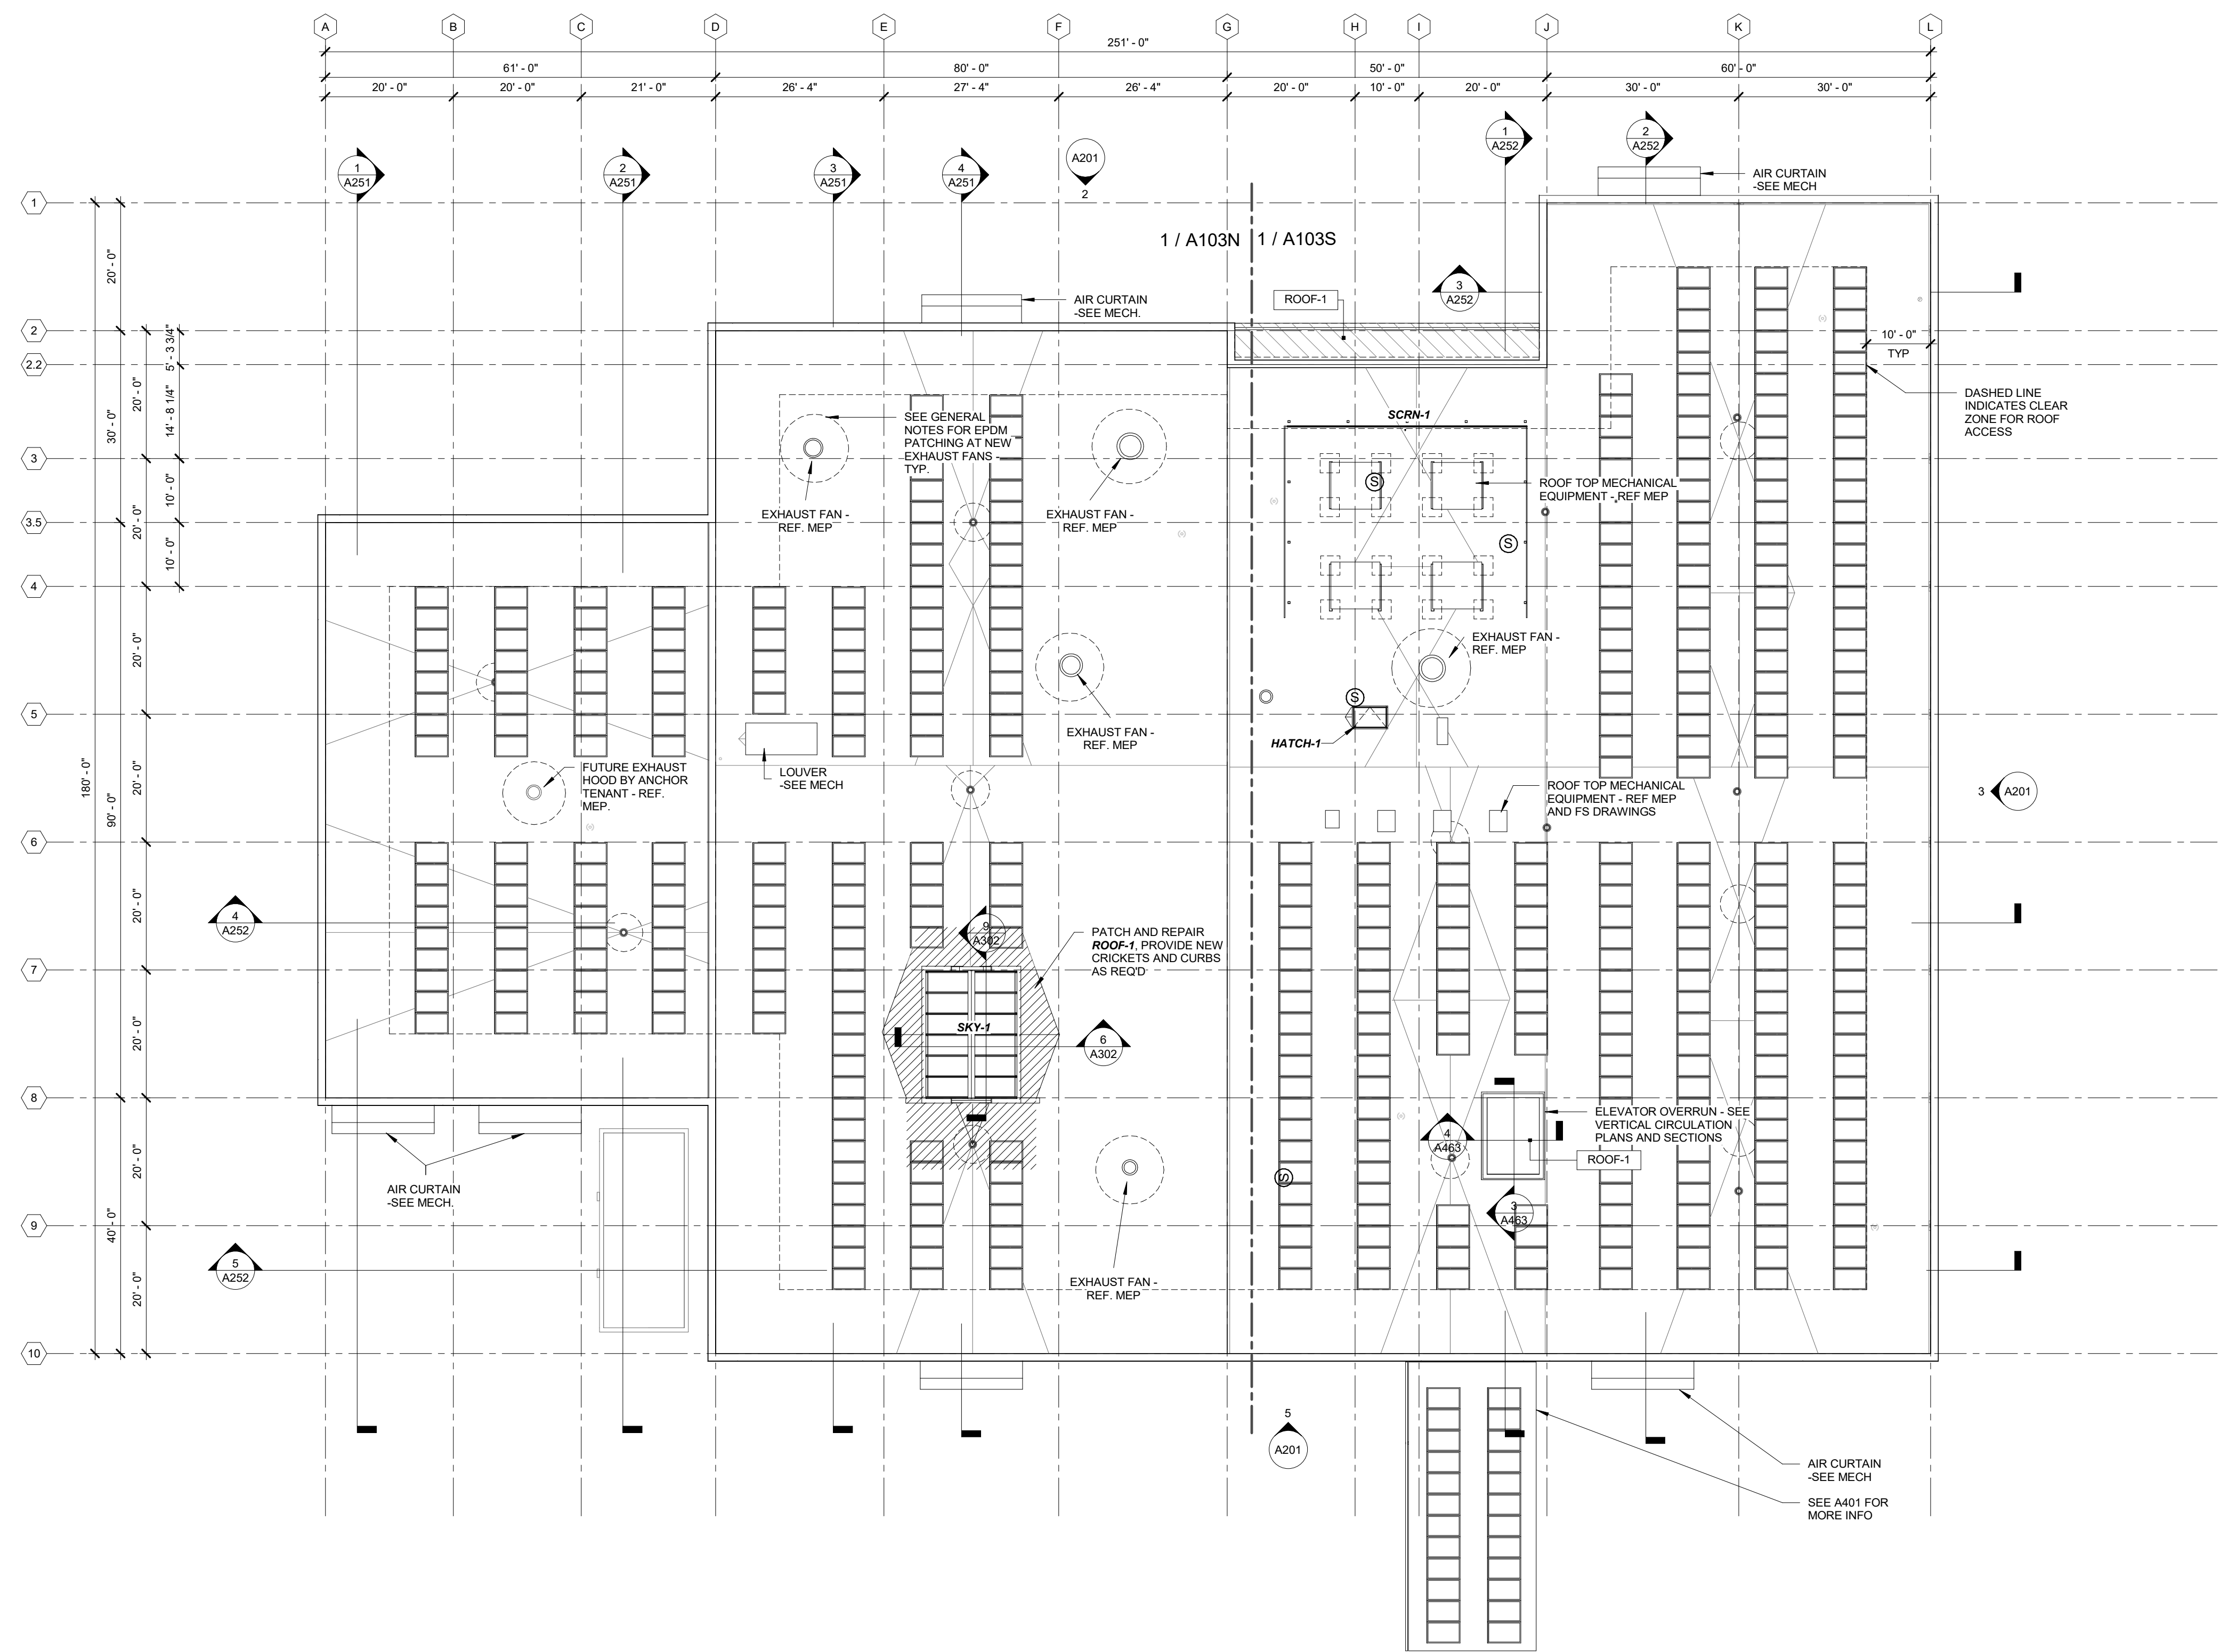 A
B
C
D
E
F
G
H
I
J
K
L
251' - 0"
61' - 0"
80' - 0"
50' - 0"
60' - 0"
20' - 0"
20' - 0"
21' - 0"
26' - 4"
27' - 4"
26' - 4"
20' - 0"
10' - 0"
20' - 0"
30' - 0"
30' - 0"
1
A251
2
A251
3
A251
4
A251
A201
2
1
A252
2
A252
AIR CURTAIN
-SEE MECH
1
2
2.2
3
3.5
4
5
6
7
8
9
10
180' - 0"
20' - 0"
30' - 0"
90' - 0"
40' - 0"
20' - 0"
20' - 0"
20' - 0"
20' - 0"
20' - 0"
20' - 0"
20' - 0"
20' - 0"
5' - 3 3/4"
14' - 8 1/4"
10' - 0"
10' - 0"
1 / A103N
1 / A103S
AIR CURTAIN
-SEE MECH.
ROOF-1
3
A252
10' - 0"
TYP
DASHED LINE
INDICATES CLEAR
ZONE FOR ROOF
ACCESS
SEE GENERAL
NOTES FOR EPDM
PATCHING AT NEW
EXHAUST FANS -
TYP.
SCRN-1
EXHAUST FAN -
REF. MEP
EXHAUST FAN -
REF. MEP
S
ROOF TOP MECHANICAL
EQUIPMENT - REF MEP
S
EXHAUST FAN -
REF. MEP
S
HATCH-1
EXHAUST FAN -
REF. MEP
FUTURE EXHAUST
HOOD BY ANCHOR
TENANT - REF.
MEP.
LOUVER
-SEE MECH
ROOF TOP MECHANICAL
EQUIPMENT - REF MEP
AND FS DRAWINGS
3
A201
4
A252
9
A302
PATCH AND REPAIR
ROOF-1, PROVIDE NEW
CRICKETS AND CURBS
AS REQ'D
SKY-1
6
A302
ELEVATOR OVERRUN - SEE
VERTICAL CIRCULATION
PLANS AND SECTIONS
4
A463
ROOF-1
S
3
A463
AIR CURTAIN
-SEE MECH.
5
A252
EXHAUST FAN -
REF. MEP
5
A201
AIR CURTAIN
-SEE MECH
SEE A401 FOR
MORE INFO